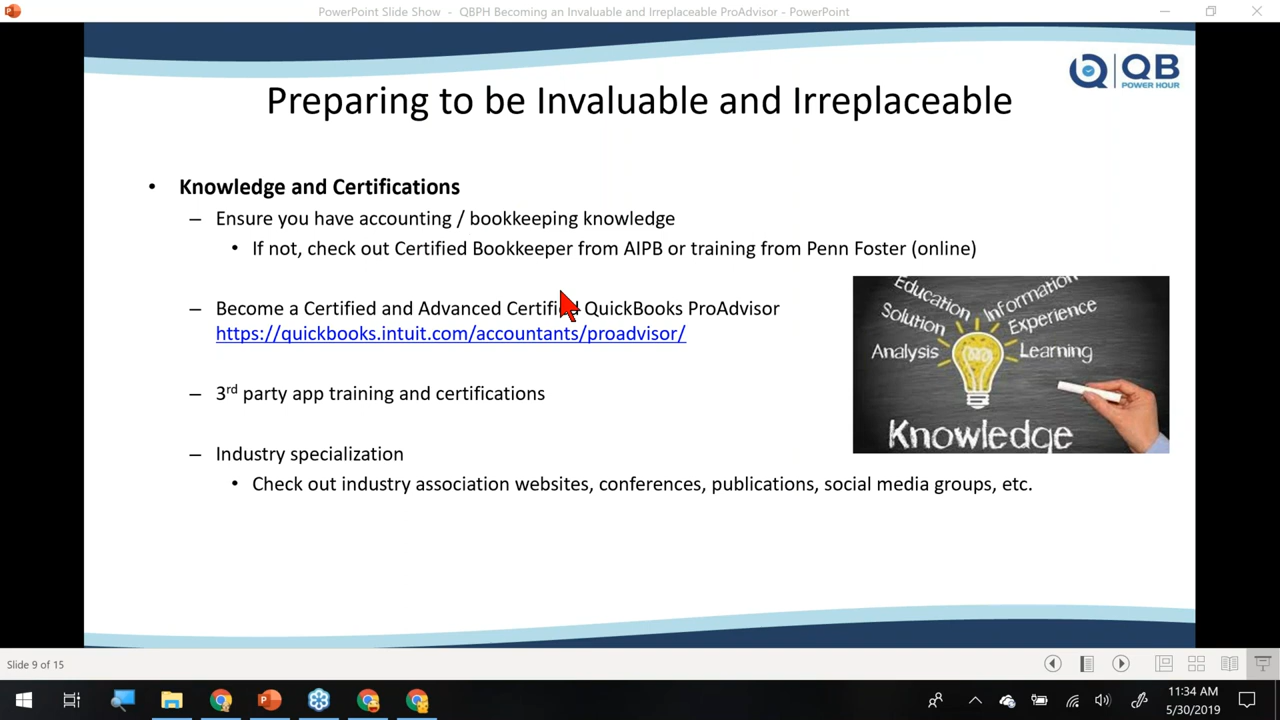 PowerPoint Slide Show - QBPH Becoming an Invaluable and Irreplaceable ProAdvisor - PowerPoint
QB
POWER HOUR
Preparing to be Invaluable and Irreplaceable
• Knowledge and Certifications
– Ensure you have accounting / bookkeeping knowledge
• If not, check out Certified Bookkeeper from AIPB or training from Penn Foster (online)
– Become a Certified and Advanced Certified QuickBooks ProAdvisor
https://quickbooks.intuit.com/accountants/proadvisor/
– 3rd party app training and certifications
– Industry specialization
• Check out industry association websites, conferences, publications, social media groups, etc.
Education
Information
Solution
Experience
Analysis
Learning
Knowledge
Slide 9 of 15
11:34 AM
5/30/2019